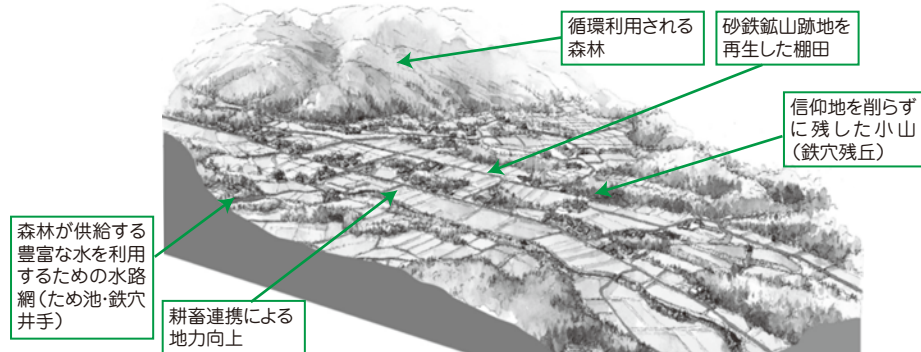 循環利用される
森林
砂鉄鉱山跡地を
再生した棚田
信仰地を削らず
に残した小山
（鉄穴残丘）
森林が供給する
豊富な水を利用
するための水路
網（ため池・鉄穴
井手）
耕畜連携による
地力向上